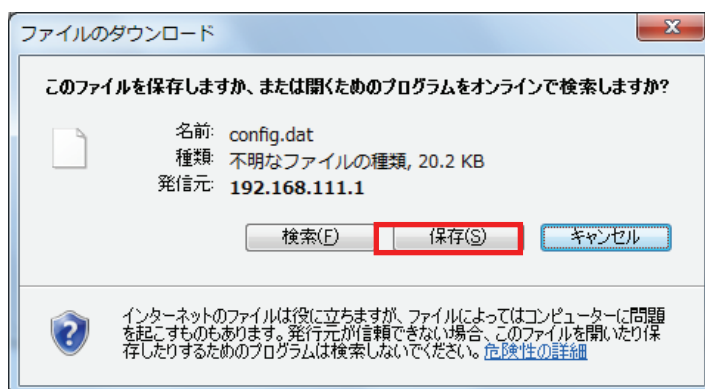 ファイルのダウンロード
このファイルを保存しますか、または開くためのプログラムをオンラインで検索しますか?
名前: config.dat
種類: 不明なファイルの種類, 20.2 KB
発信元: 192.168.111.1
検索(F) 保存(S) キャンセル
インターネットのファイルは役に立ちますが、ファイルによってはコンピューターに問題
を起こすものもあります。発行元が信頼できない場合、このファイルを開いたり保
存したりするためのプログラムは検索しないでください。危険性の詳細